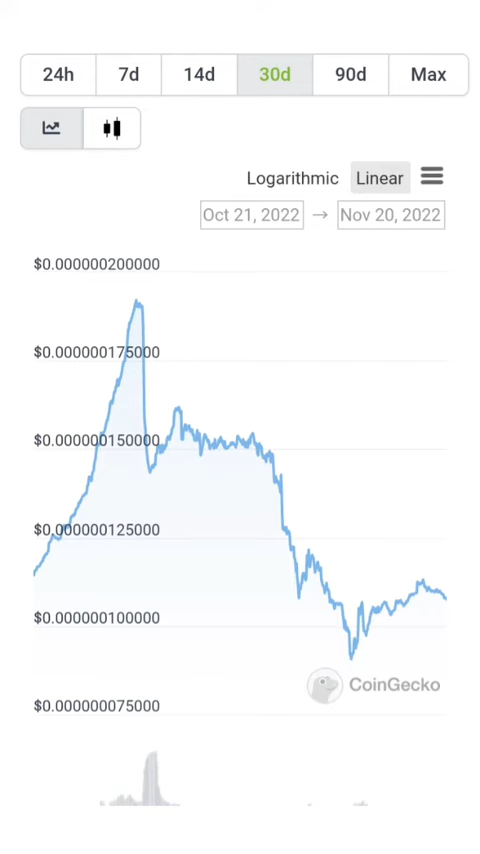 24h 7d 14d 30d 90d Max
Logarithmic Linear
Oct 21, 2022 → Nov 20, 2022
$0.000000200000
$0.000000175000
$0.000000150000
$0.000000125000
$0.000000100000
CoinGecko
$0.000000075000